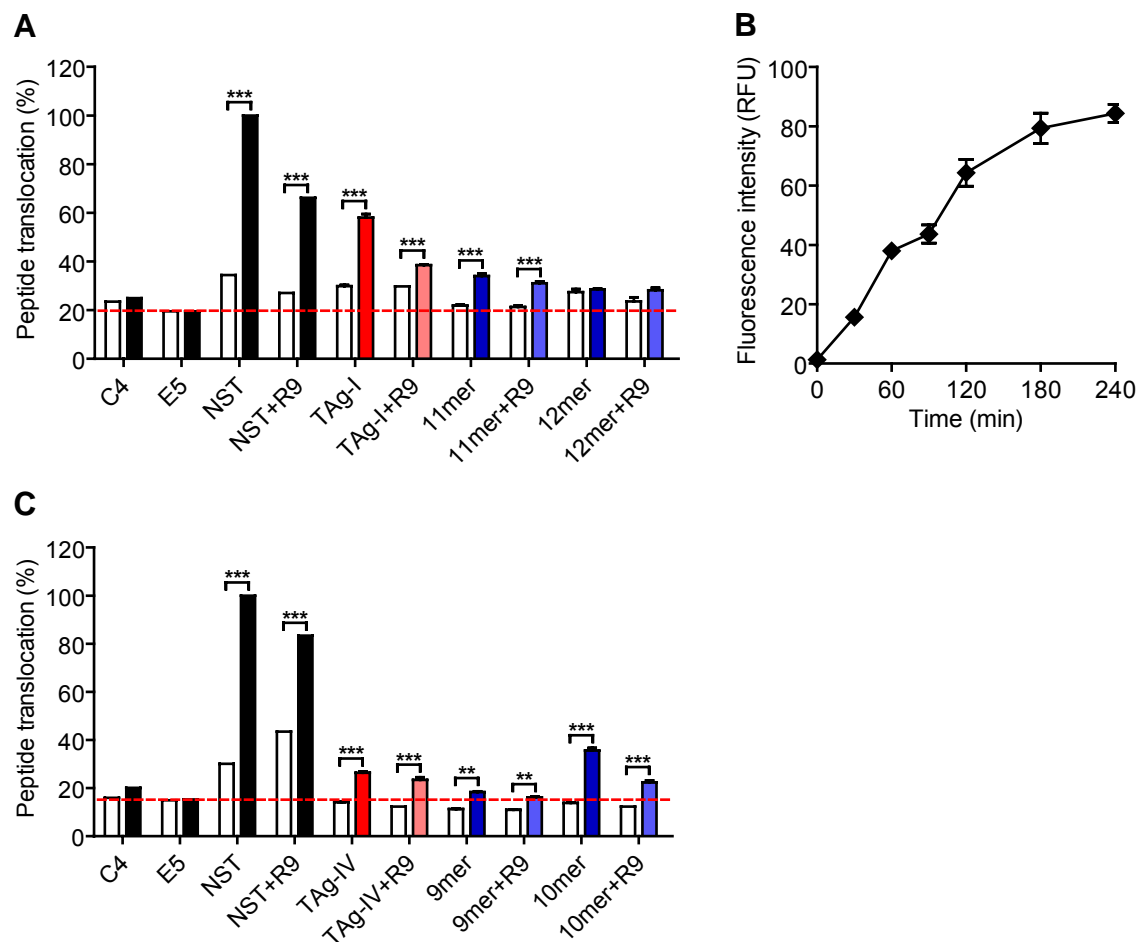 A
Peptide translocation (%)
120
100
80
60
40
20
0
***
***
***
***
***
***
C4
E5
NST
NST+R9
TAg-I
TAg-I+R9
11mer
11mer+R9
12mer
12mer+R9
B
Fluorescence intensity (RFU)
100
80
60
40
20
0
0 60 120 180 240
Time (min)
C
Peptide translocation (%)
120
100
80
60
40
20
0
***
***
***
***
**
**
***
***
C4
E5
NST
NST+R9
TAg-IV
TAg-IV+R9
9mer
9mer+R9
10mer
10mer+R9